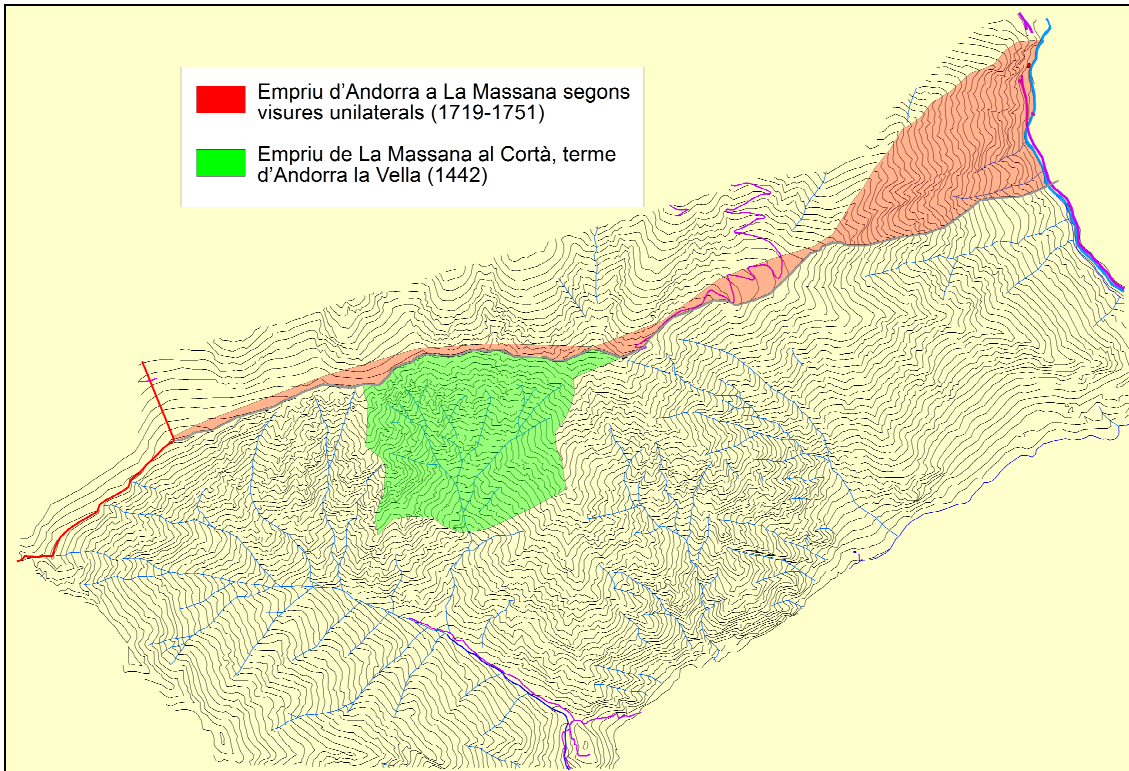 Empriu d'Andorra a La Massana segons
visures unilaterals (1719-1751)
Empriu de La Massana al Cortà, terme
d'Andorra la Vella (1442)